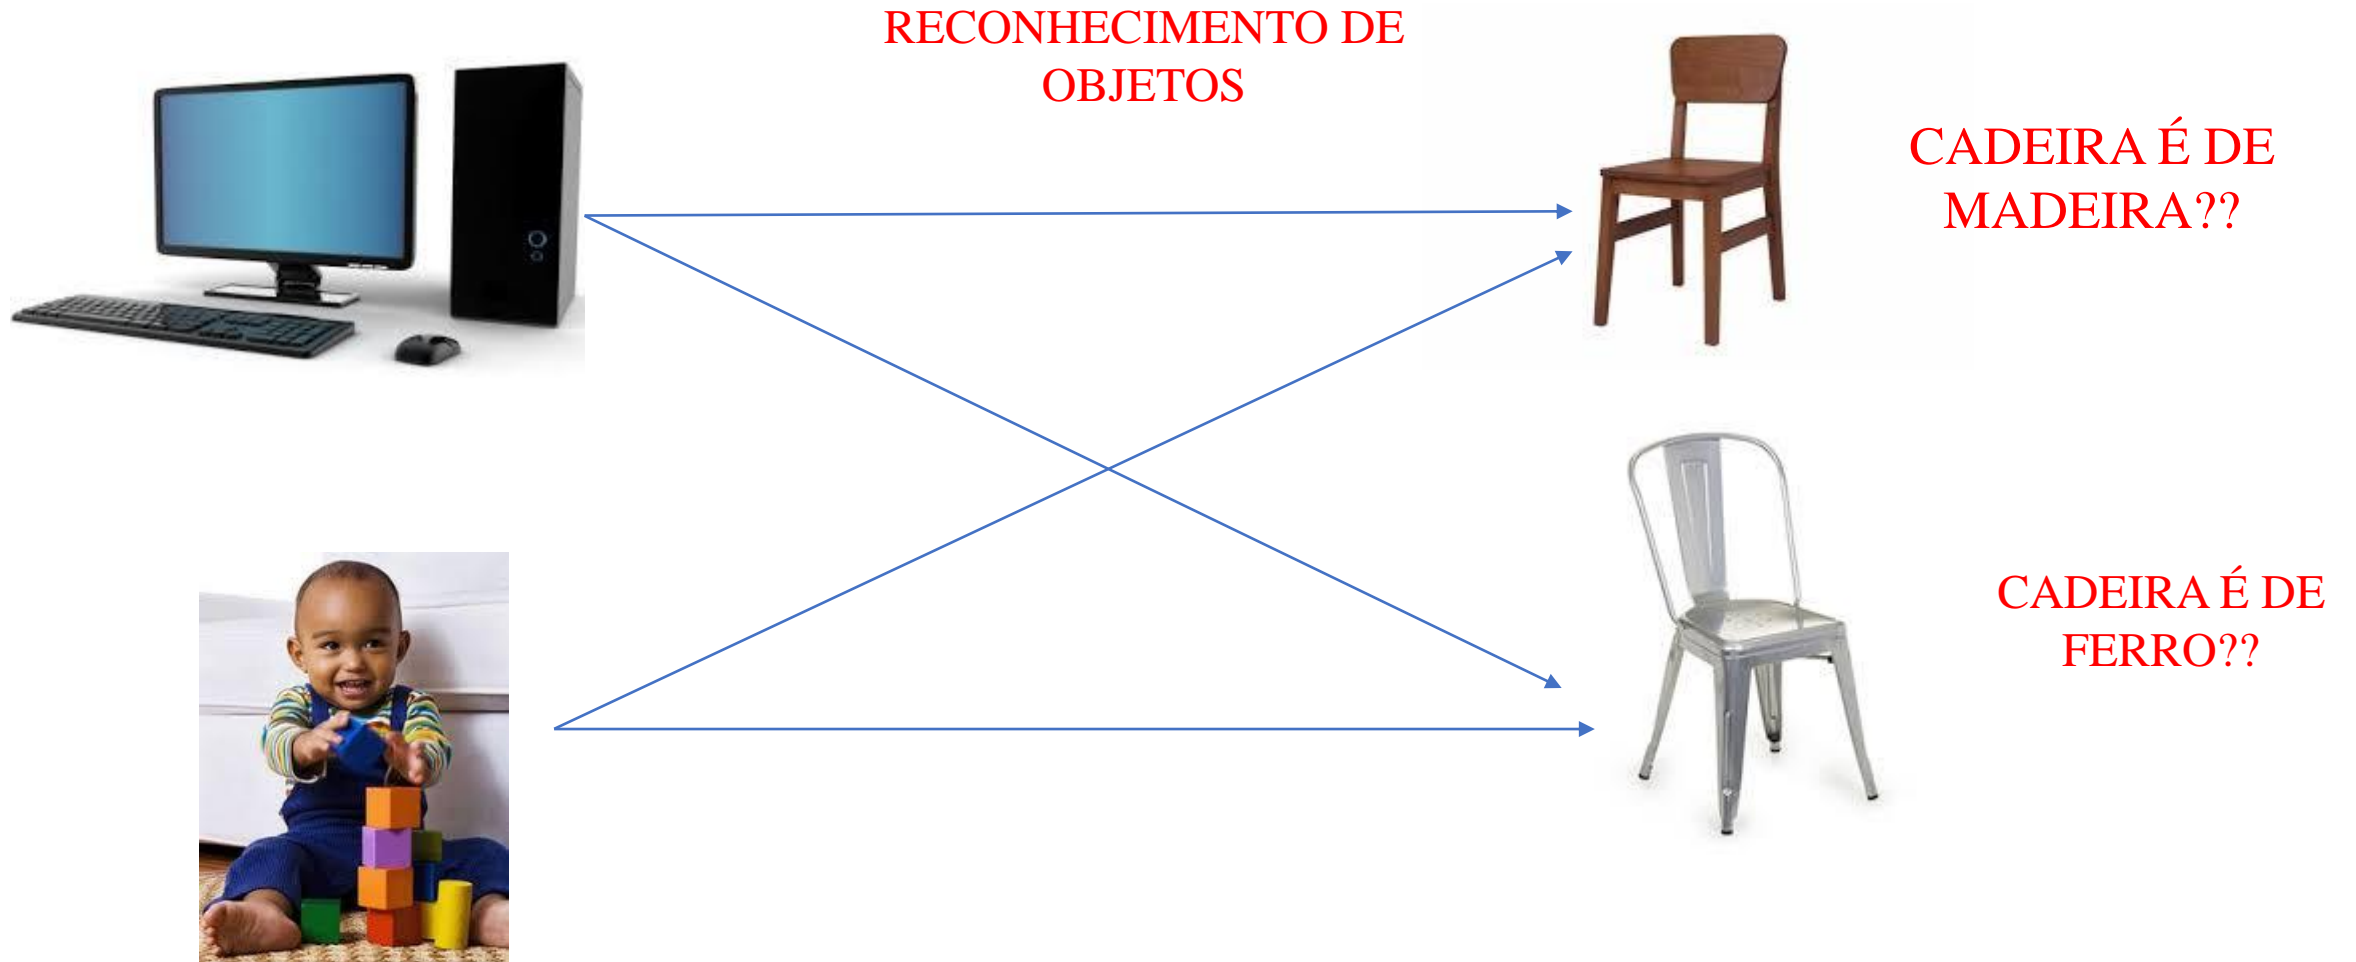 RECONHECIMENTO DE
OBJETOS
CADEIRA É DE
MADEIRA??
CADEIRA É DE
FERRO??